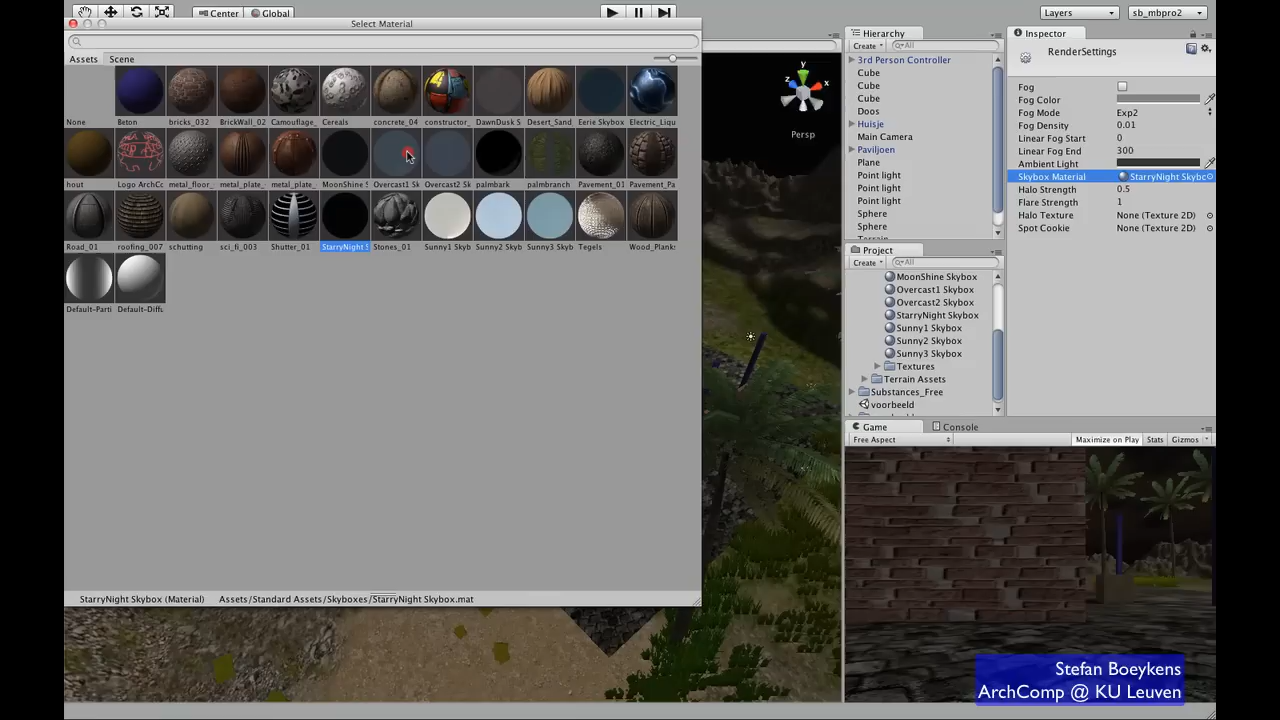 Center
Global
Layers
sb_mbpro2
Select Material
Assets
Scene
None
Beton
bricks_032
BrickWall_02
Camouflage_
Cereals
concrete_04
constructor_
DawnDusk S
Desert_Sand
Eerie Skybox
Electric_Liqu
hout
Logo ArchCc
metal_floor_
metal_plate_
metal_plate_
MoonShine S
Overcast1 Sk
Overcast2 Sk
palmbark
palmbranch
Pavement_01
Pavement_Pa
Road_01
roofing_007
schutting
sci_fi_003
Shutter_01
StarryNight S
Stones_01
Sunny1 Skyb
Sunny2 Skyb
Sunny3 Skyb
Tegels
Wood_Planks
Default-Parti
Default-Diffu
StarryNight Skybox (Material)
Assets/Standard Assets/Skyboxes/StarryNight Skybox.mat
y
z
x
Persp
Hierarchy
Create
All
3rd Person Controller
Cube
Cube
Cube
Doos
Huisje
Main Camera
Paviljoen
Plane
Point light
Point light
Point light
Sphere
Sphere
Project
Create
All
MoonShine Skybox
Overcast1 Skybox
Overcast2 Skybox
StarryNight Skybox
Sunny1 Skybox
Sunny2 Skybox
Sunny3 Skybox
Textures
Terrain Assets
Substances_Free
voorbeeld
Inspector
RenderSettings
Fog
Fog Color
Fog Mode Exp2
Fog Density 0.01
Linear Fog Start 0
Linear Fog End 300
Ambient Light
Skybox Material StarryNight Skybc
Halo Strength 0.5
Flare Strength 1
Halo Texture None (Texture 2D)
Spot Cookie None (Texture 2D)
Game
Console
Free Aspect
Maximize on Play
Stats
Gizmos
Stefan Boeykens
ArchComp @ KU Leuven